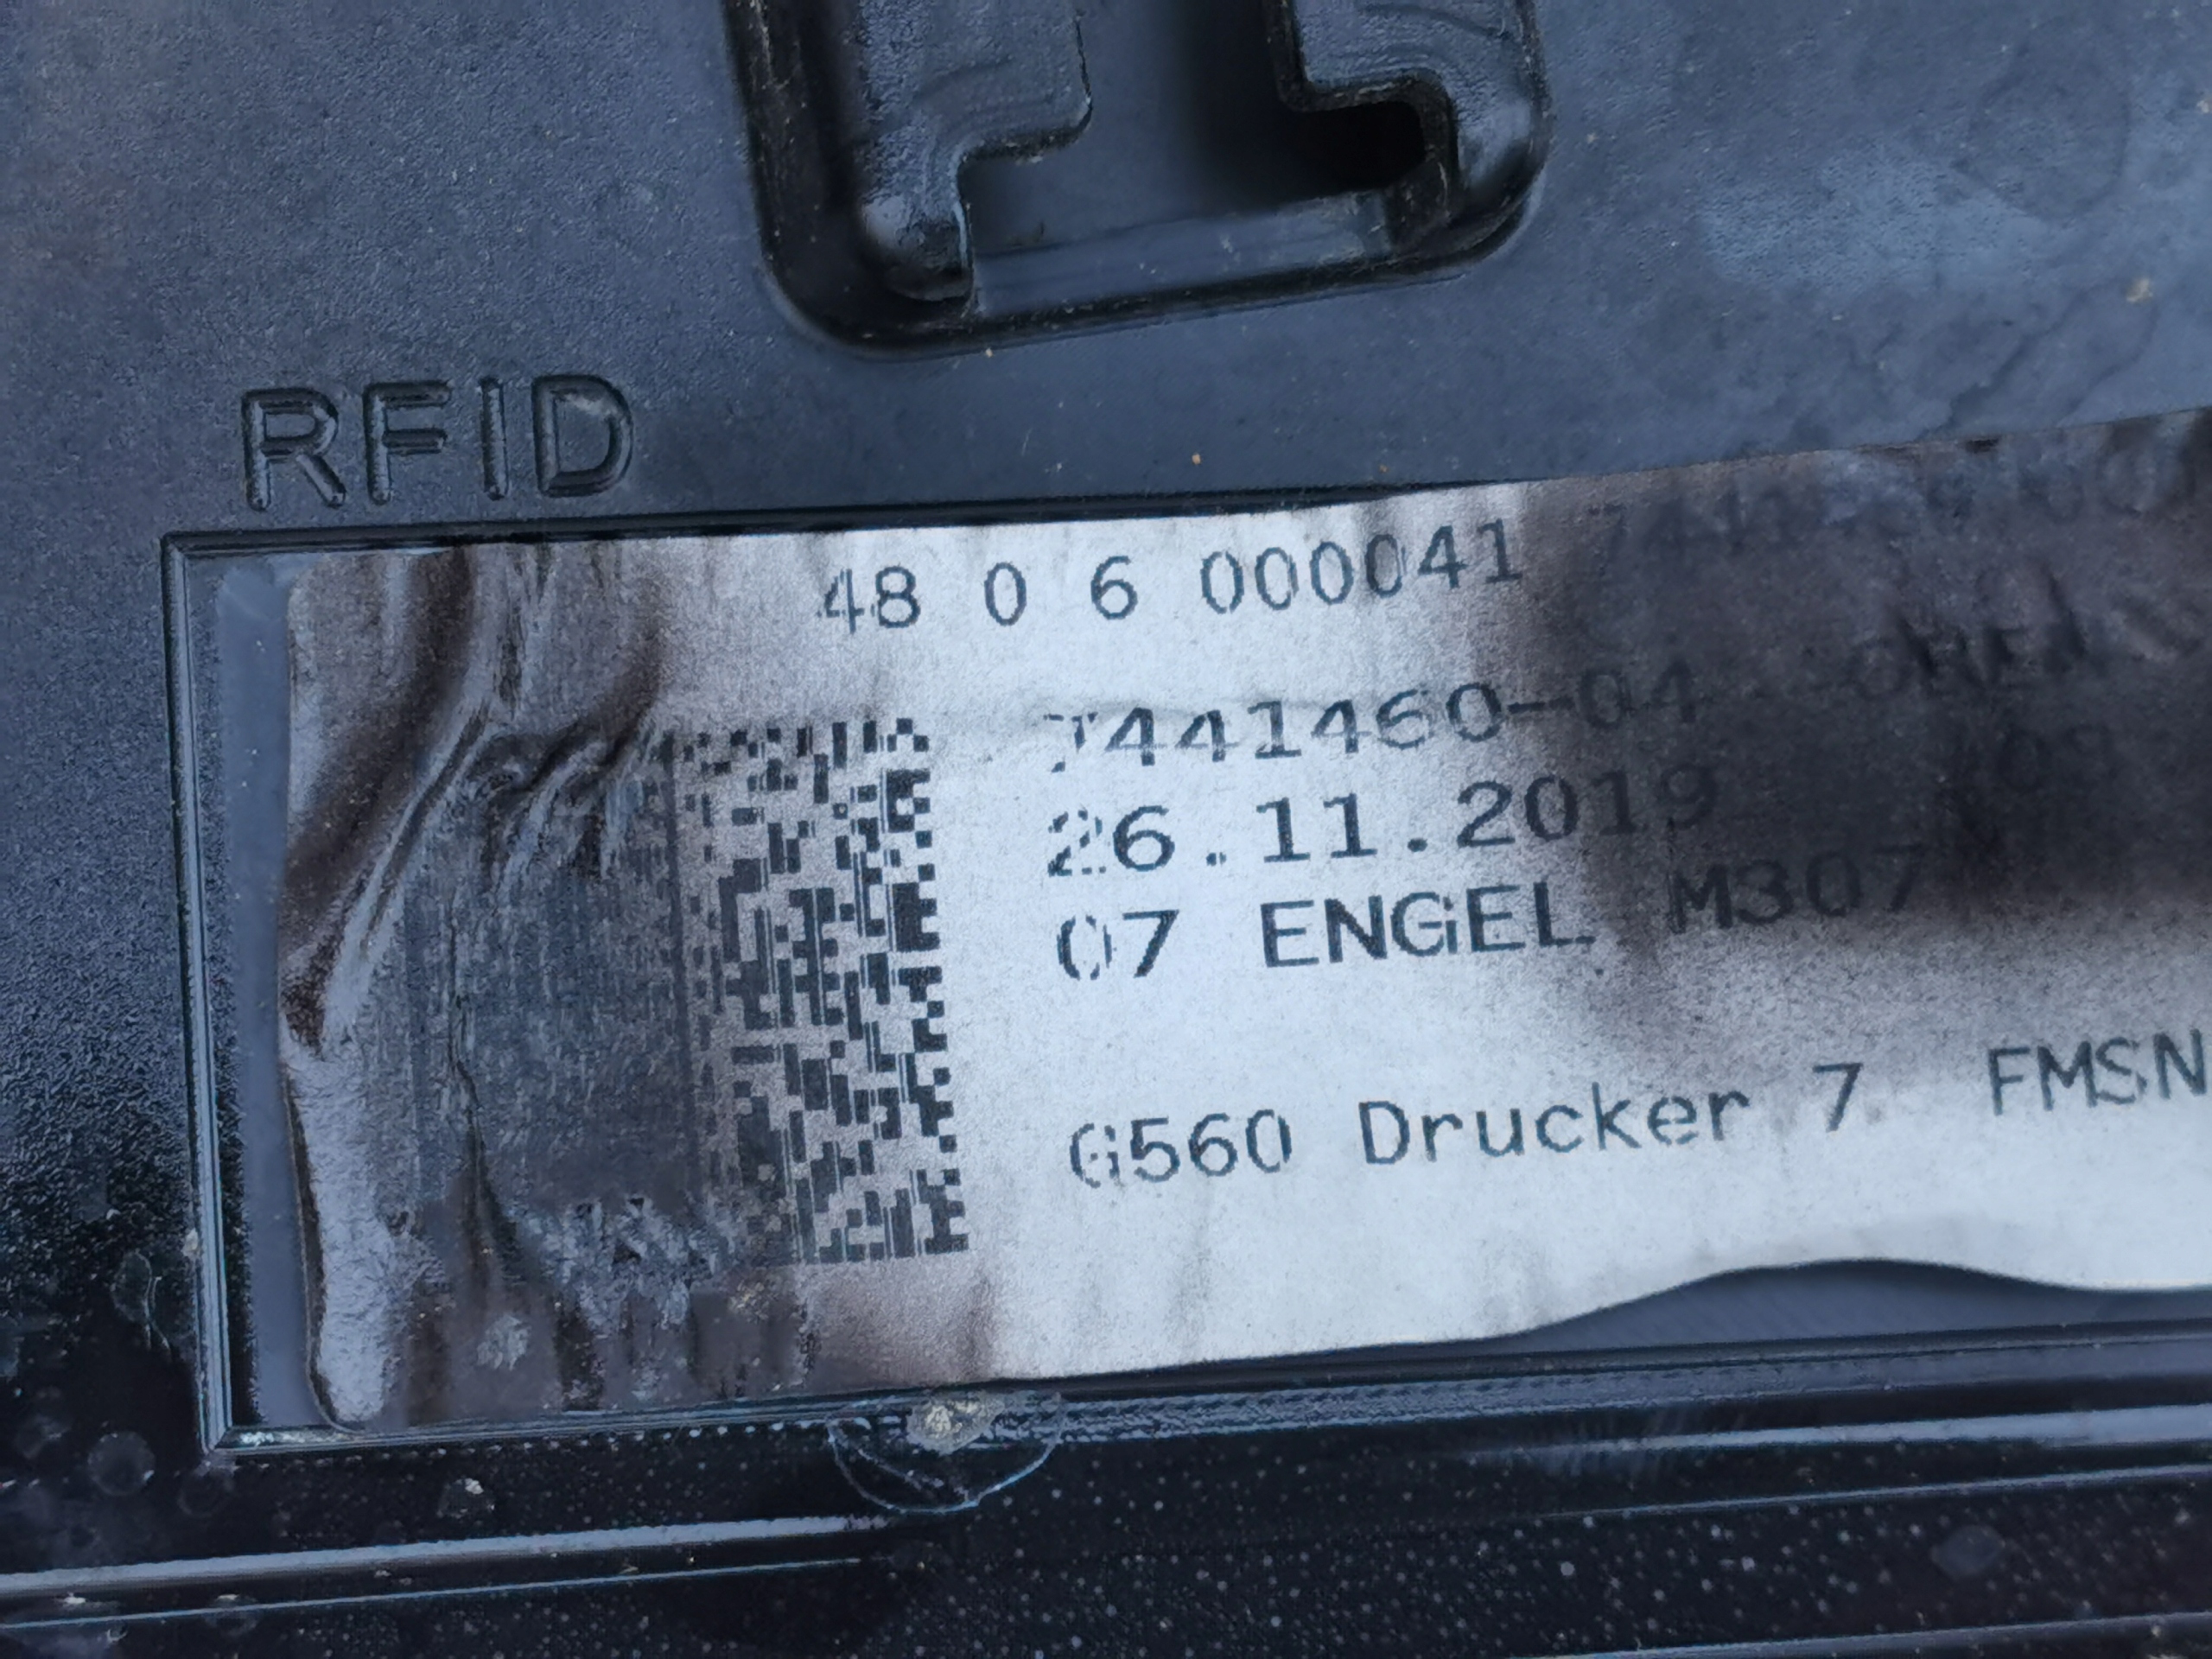 RFID
48 0 6 000041
7441460-04
26.11.2019
07 ENGEL M307
G560 Drucker 7 FMSN